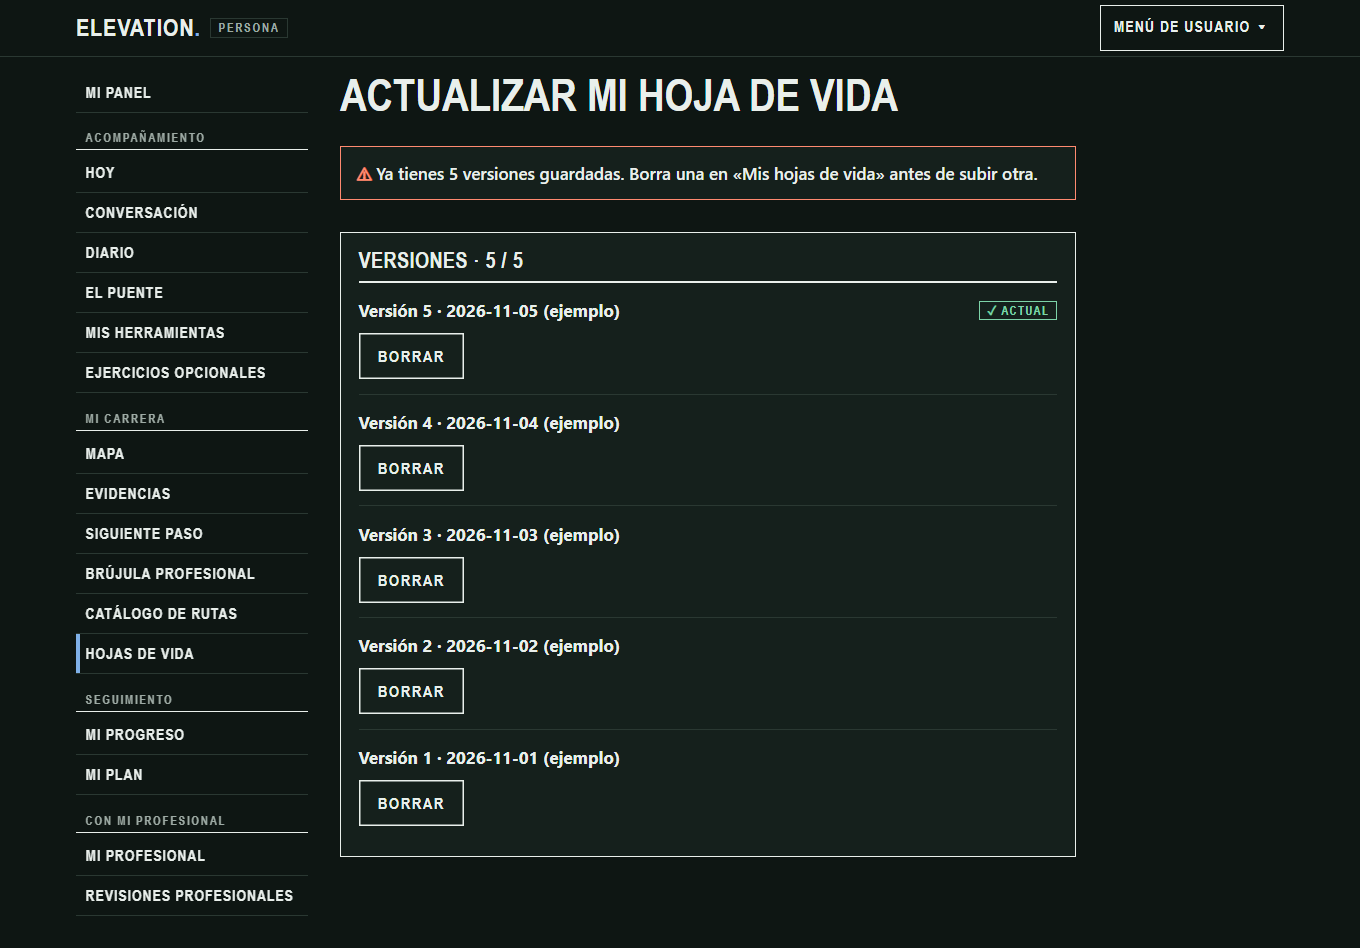 ELEVATION. PERSONA
MENÚ DE USUARIO
MI PANEL
ACOMPAÑAMIENTO
HOY
CONVERSACIÓN
DIARIO
EL PUENTE
MIS HERRAMIENTAS
EJERCICIOS OPCIONALES
MI CARRERA
MAPA
EVIDENCIAS
SIGUIENTE PASO
BRÚJULA PROFESIONAL
CATÁLOGO DE RUTAS
HOJAS DE VIDA
SEGUIMIENTO
MI PROGRESO
MI PLAN
CON MI PROFESIONAL
MI PROFESIONAL
REVISIONES PROFESIONALES
ACTUALIZAR MI HOJA DE VIDA
⚠ Ya tienes 5 versiones guardadas. Borra una en «Mis hojas de vida» antes de subir otra.
VERSIONES · 5 / 5
Versión 5 · 2026-11-05 (ejemplo) ✓ ACTUAL
BORRAR
Versión 4 · 2026-11-04 (ejemplo)
BORRAR
Versión 3 · 2026-11-03 (ejemplo)
BORRAR
Versión 2 · 2026-11-02 (ejemplo)
BORRAR
Versión 1 · 2026-11-01 (ejemplo)
BORRAR